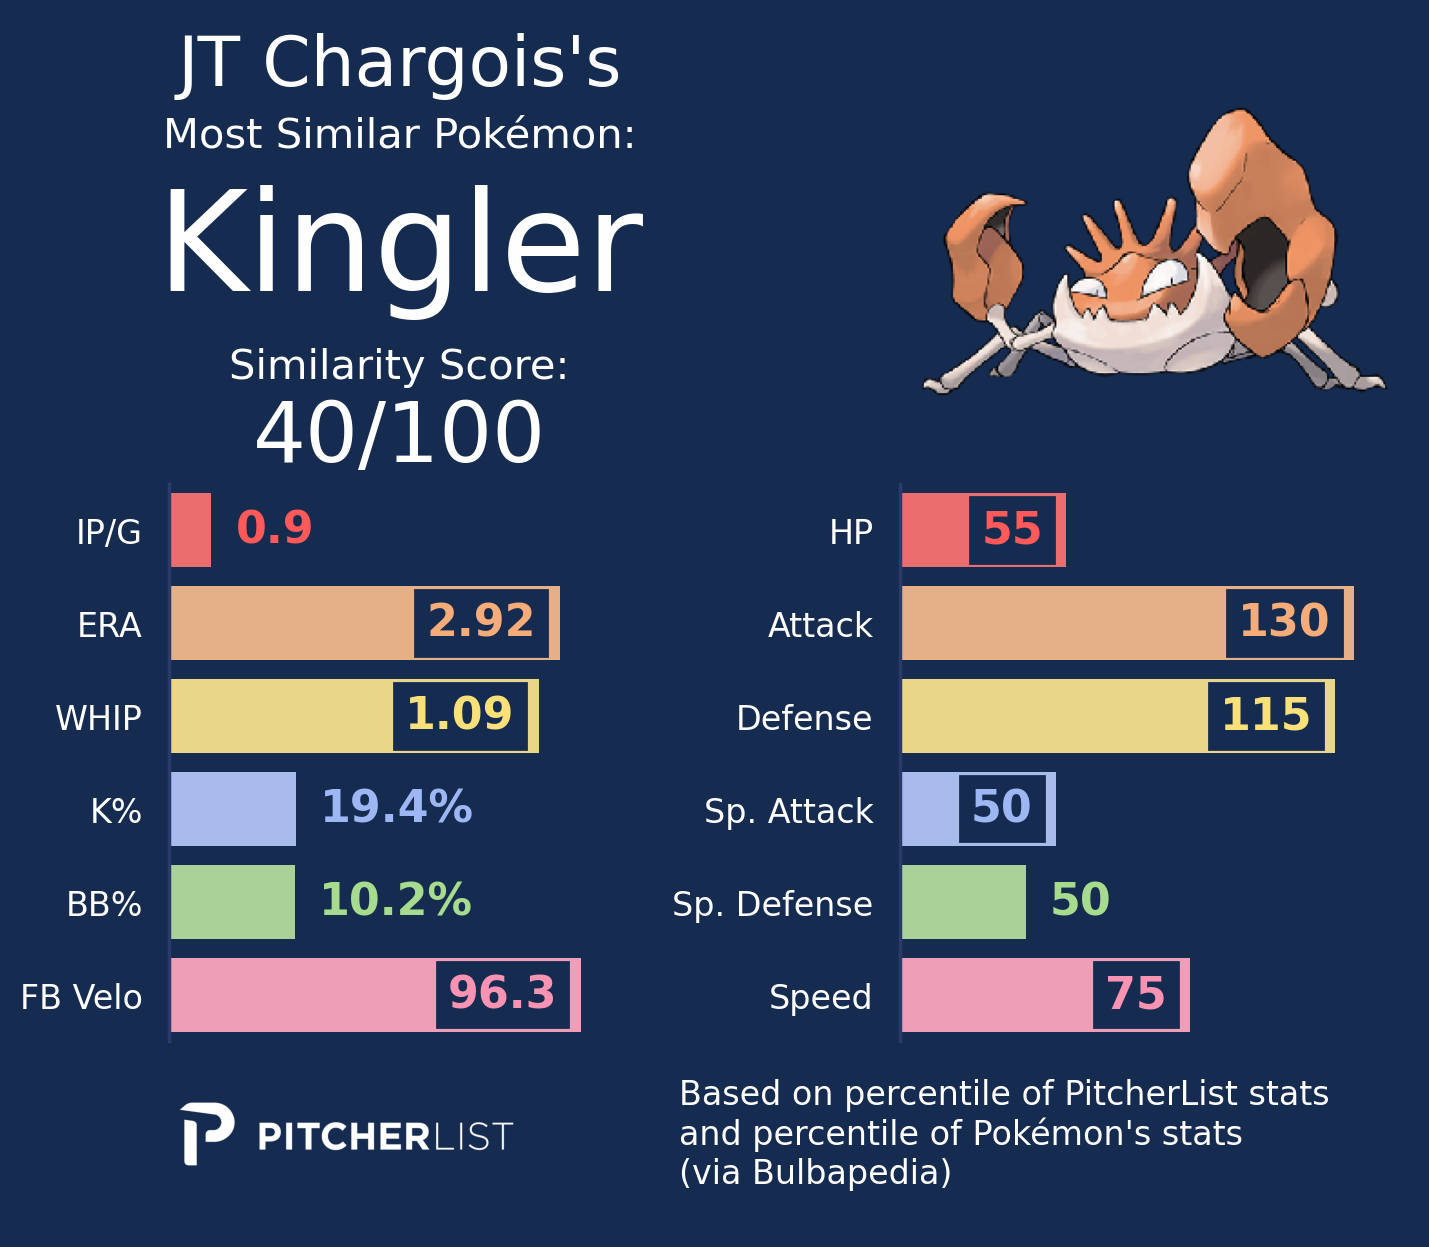 JT Chargois's
Most Similar Pokémon:
Kingler
Similarity Score:
40/100
IP/G 0.9
ERA 2.92
WHIP 1.09
K% 19.4%
BB% 10.2%
FB Velo 96.3
HP 55
Attack 130
Defense 115
Sp. Attack 50
Sp. Defense 50
Speed 75
PITCHERLIST
Based on percentile of PitcherList stats
and percentile of Pokémon's stats
(via Bulbapedia)